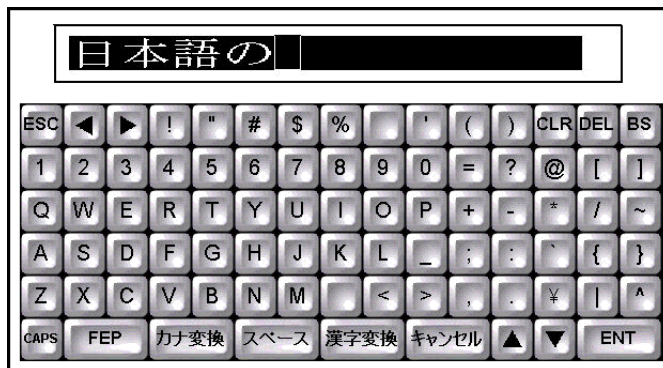 日本語の
ESC ◀ ▶ ! " # $ % ' ( ) CLR DEL BS
1 2 3 4 5 6 7 8 9 0 = ? @ [ ]
Q W E R T Y U I O P + - * / ~
A S D F G H J K L _ ; : ` { }
Z X C V B N M < > , . ¥ | ^
CAPS FEP カナ変換 スペース 漢字変換 キャンセル ▲ ▼ ENT